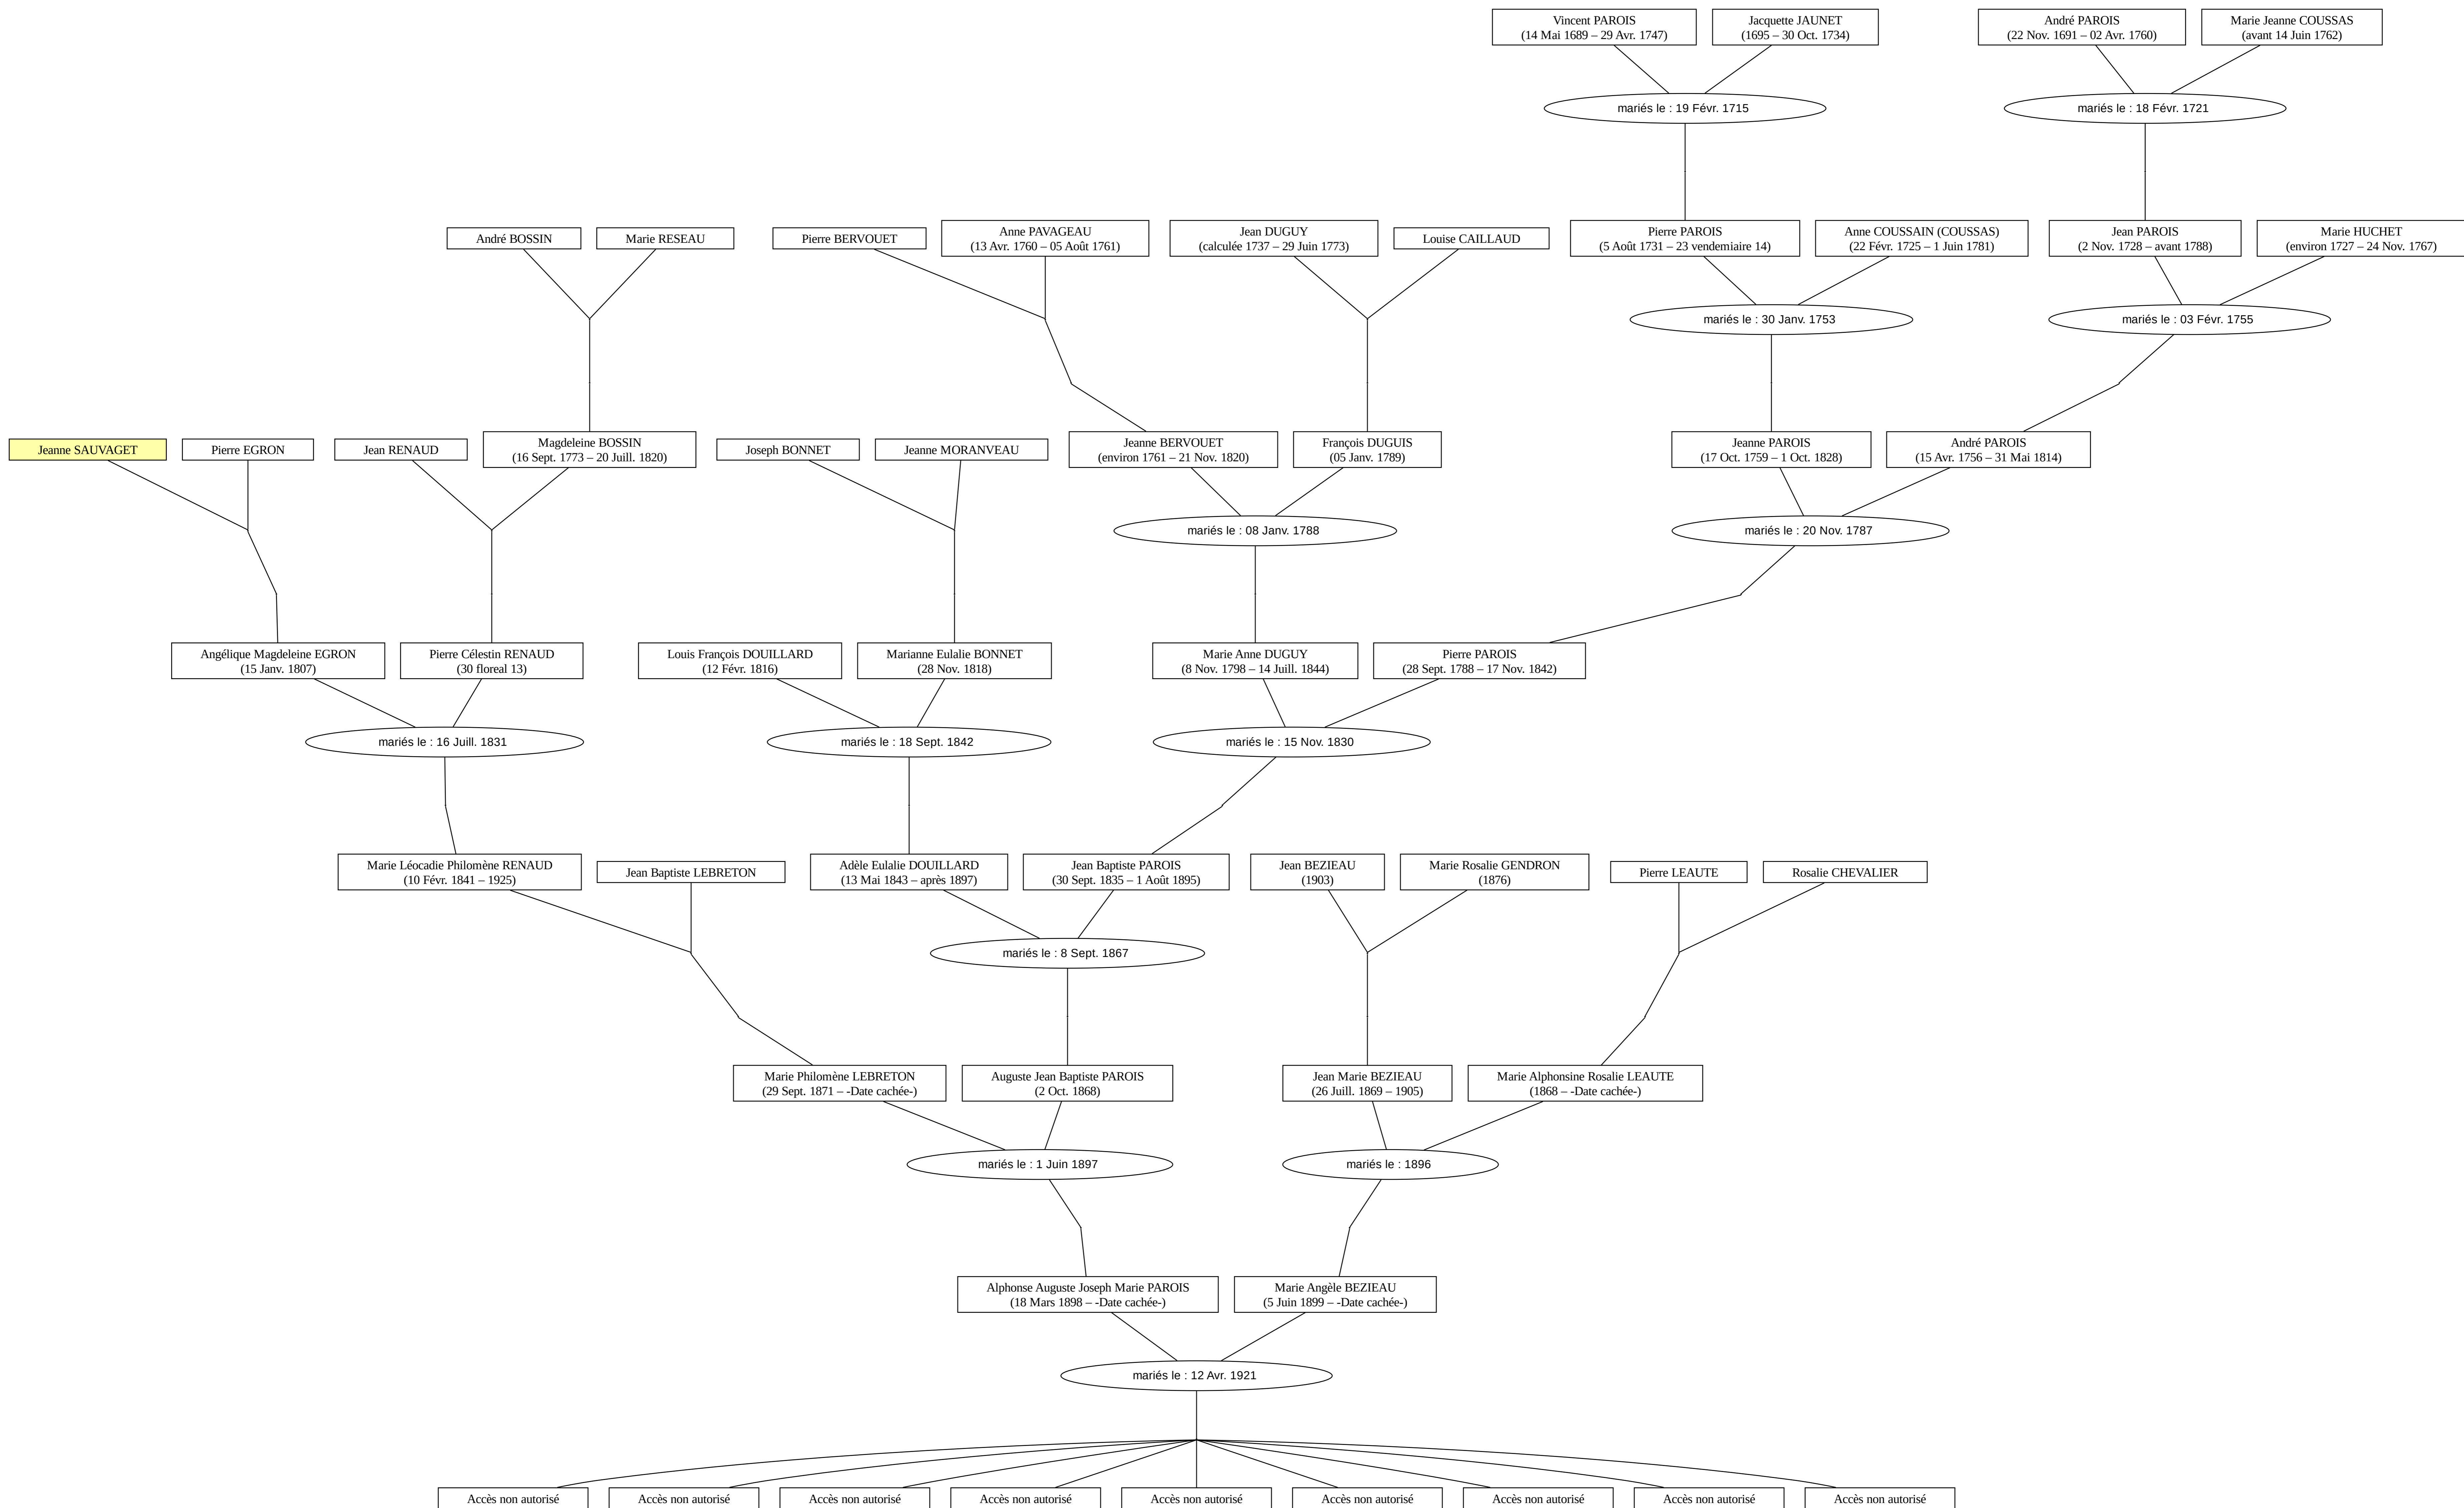 Vincent PAROIS
(14 Mai 1689 – 29 Avr. 1747)
Jacquette JAUNET
(1695 – 30 Oct. 1734)
André PAROIS
(22 Nov. 1691 – 02 Avr. 1760)
Marie Jeanne COUSSAS
(avant 14 Juin 1762)
mariés le : 19 Févr. 1715
mariés le : 18 Févr. 1721
André BOSSIN
Marie RESEAU
Pierre BERVOUET
Anne PAVAGEAU
(13 Avr. 1760 – 05 Août 1761)
Jean DUGUY
(calculée 1737 – 29 Juin 1773)
Louise CAILLAUD
Pierre PAROIS
(5 Août 1731 – 23 vendemiaire 14)
Anne COUSSAIN (COUSSAS)
(22 Févr. 1725 – 1 Juin 1781)
Jean PAROIS
(2 Nov. 1728 – avant 1788)
Marie HUCHET
(environ 1727 – 24 Nov. 1767)
mariés le : 30 Janv. 1753
mariés le : 03 Févr. 1755
Jeanne SAUVAGET
Pierre EGRON
Jean RENAUD
Magdeleine BOSSIN
(16 Sept. 1773 – 20 Juill. 1820)
Joseph BONNET
Jeanne MORANVEAU
Jeanne BERVOUET
(environ 1761 – 21 Nov. 1820)
François DUGUIS
(05 Janv. 1789)
Jeanne PAROIS
(17 Oct. 1759 – 1 Oct. 1828)
André PAROIS
(15 Avr. 1756 – 31 Mai 1814)
mariés le : 08 Janv. 1788
mariés le : 20 Nov. 1787
Angélique Magdeleine EGRON
(15 Janv. 1807)
Pierre Célestin RENAUD
(30 floreal 13)
Louis François DOUILLARD
(12 Févr. 1816)
Marianne Eulalie BONNET
(28 Nov. 1818)
Marie Anne DUGUY
(8 Nov. 1798 – 14 Juill. 1844)
Pierre PAROIS
(28 Sept. 1788 – 17 Nov. 1842)
mariés le : 16 Juill. 1831
mariés le : 18 Sept. 1842
mariés le : 15 Nov. 1830
Marie Léocadie Philomène RENAUD
(10 Févr. 1841 – 1925)
Jean Baptiste LEBRETON
Adèle Eulalie DOUILLARD
(13 Mai 1843 – après 1897)
Jean Baptiste PAROIS
(30 Sept. 1835 – 1 Août 1895)
Jean BEZIEAU
(1903)
Marie Rosalie GENDRON
(1876)
Pierre LEAUTE
Rosalie CHEVALIER
mariés le : 8 Sept. 1867
Marie Philomène LEBRETON
(29 Sept. 1871 – -Date cachée-)
Auguste Jean Baptiste PAROIS
(2 Oct. 1868)
Jean Marie BEZIEAU
(26 Juill. 1869 – 1905)
Marie Alphonsine Rosalie LEAUTE
(1868 – -Date cachée-)
mariés le : 1 Juin 1897
mariés le : 1896
Alphonse Auguste Joseph Marie PAROIS
(18 Mars 1898 – -Date cachée-)
Marie Angèle BEZIEAU
(5 Juin 1899 – -Date cachée-)
mariés le : 12 Avr. 1921
Accès non autorisé
Accès non autorisé
Accès non autorisé
Accès non autorisé
Accès non autorisé
Accès non autorisé
Accès non autorisé
Accès non autorisé
Accès non autorisé